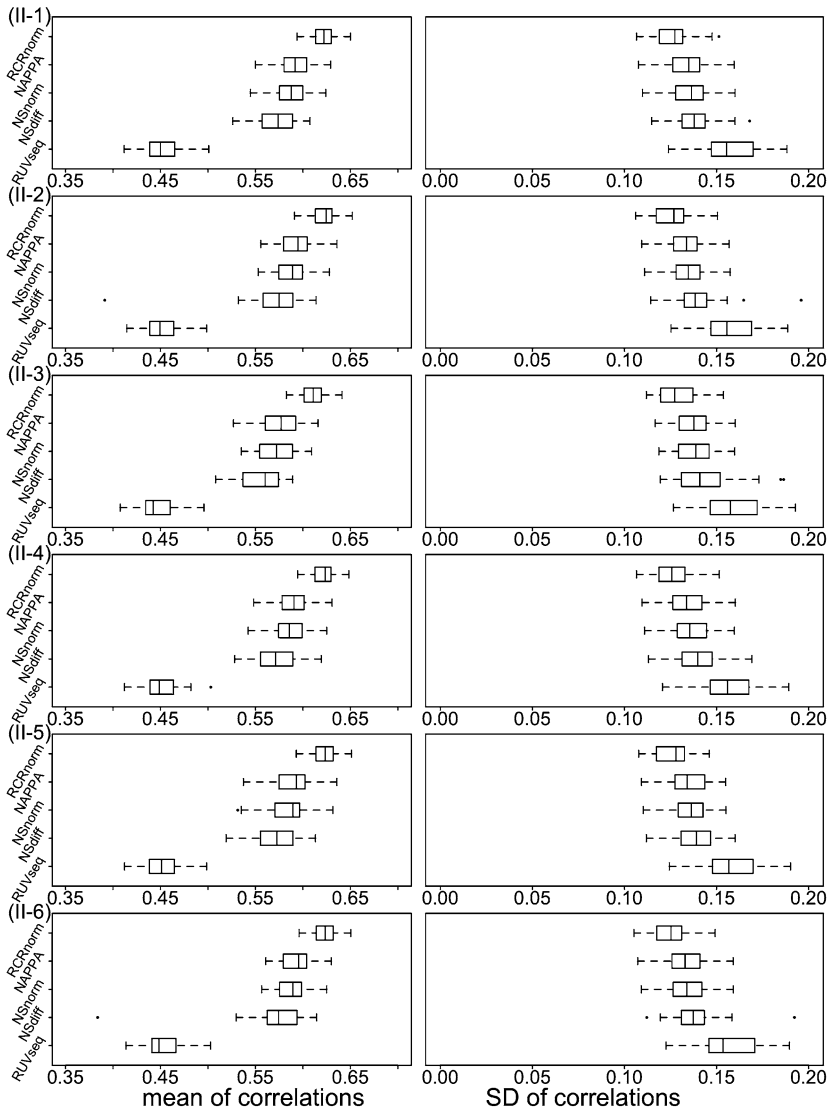 (II-1)
RCRnorm
NAPPA
NSnorm
NSdiff
RUVseq
0.35 0.45 0.55 0.65 0.00 0.05 0.10 0.15 0.20
(II-2)
RCRnorm
NAPPA
NSnorm
NSdiff
RUVseq
0.35 0.45 0.55 0.65 0.00 0.05 0.10 0.15 0.20
(II-3)
RCRnorm
NAPPA
NSnorm
NSdiff
RUVseq
0.35 0.45 0.55 0.65 0.00 0.05 0.10 0.15 0.20
(II-4)
RCRnorm
NAPPA
NSnorm
NSdiff
RUVseq
0.35 0.45 0.55 0.65 0.00 0.05 0.10 0.15 0.20
(II-5)
RCRnorm
NAPPA
NSnorm
NSdiff
RUVseq
0.35 0.45 0.55 0.65 0.00 0.05 0.10 0.15 0.20
(II-6)
RCRnorm
NAPPA
NSnorm
NSdiff
RUVseq
0.35 0.45 0.55 0.65 0.00 0.05 0.10 0.15 0.20
mean of correlations SD of correlations